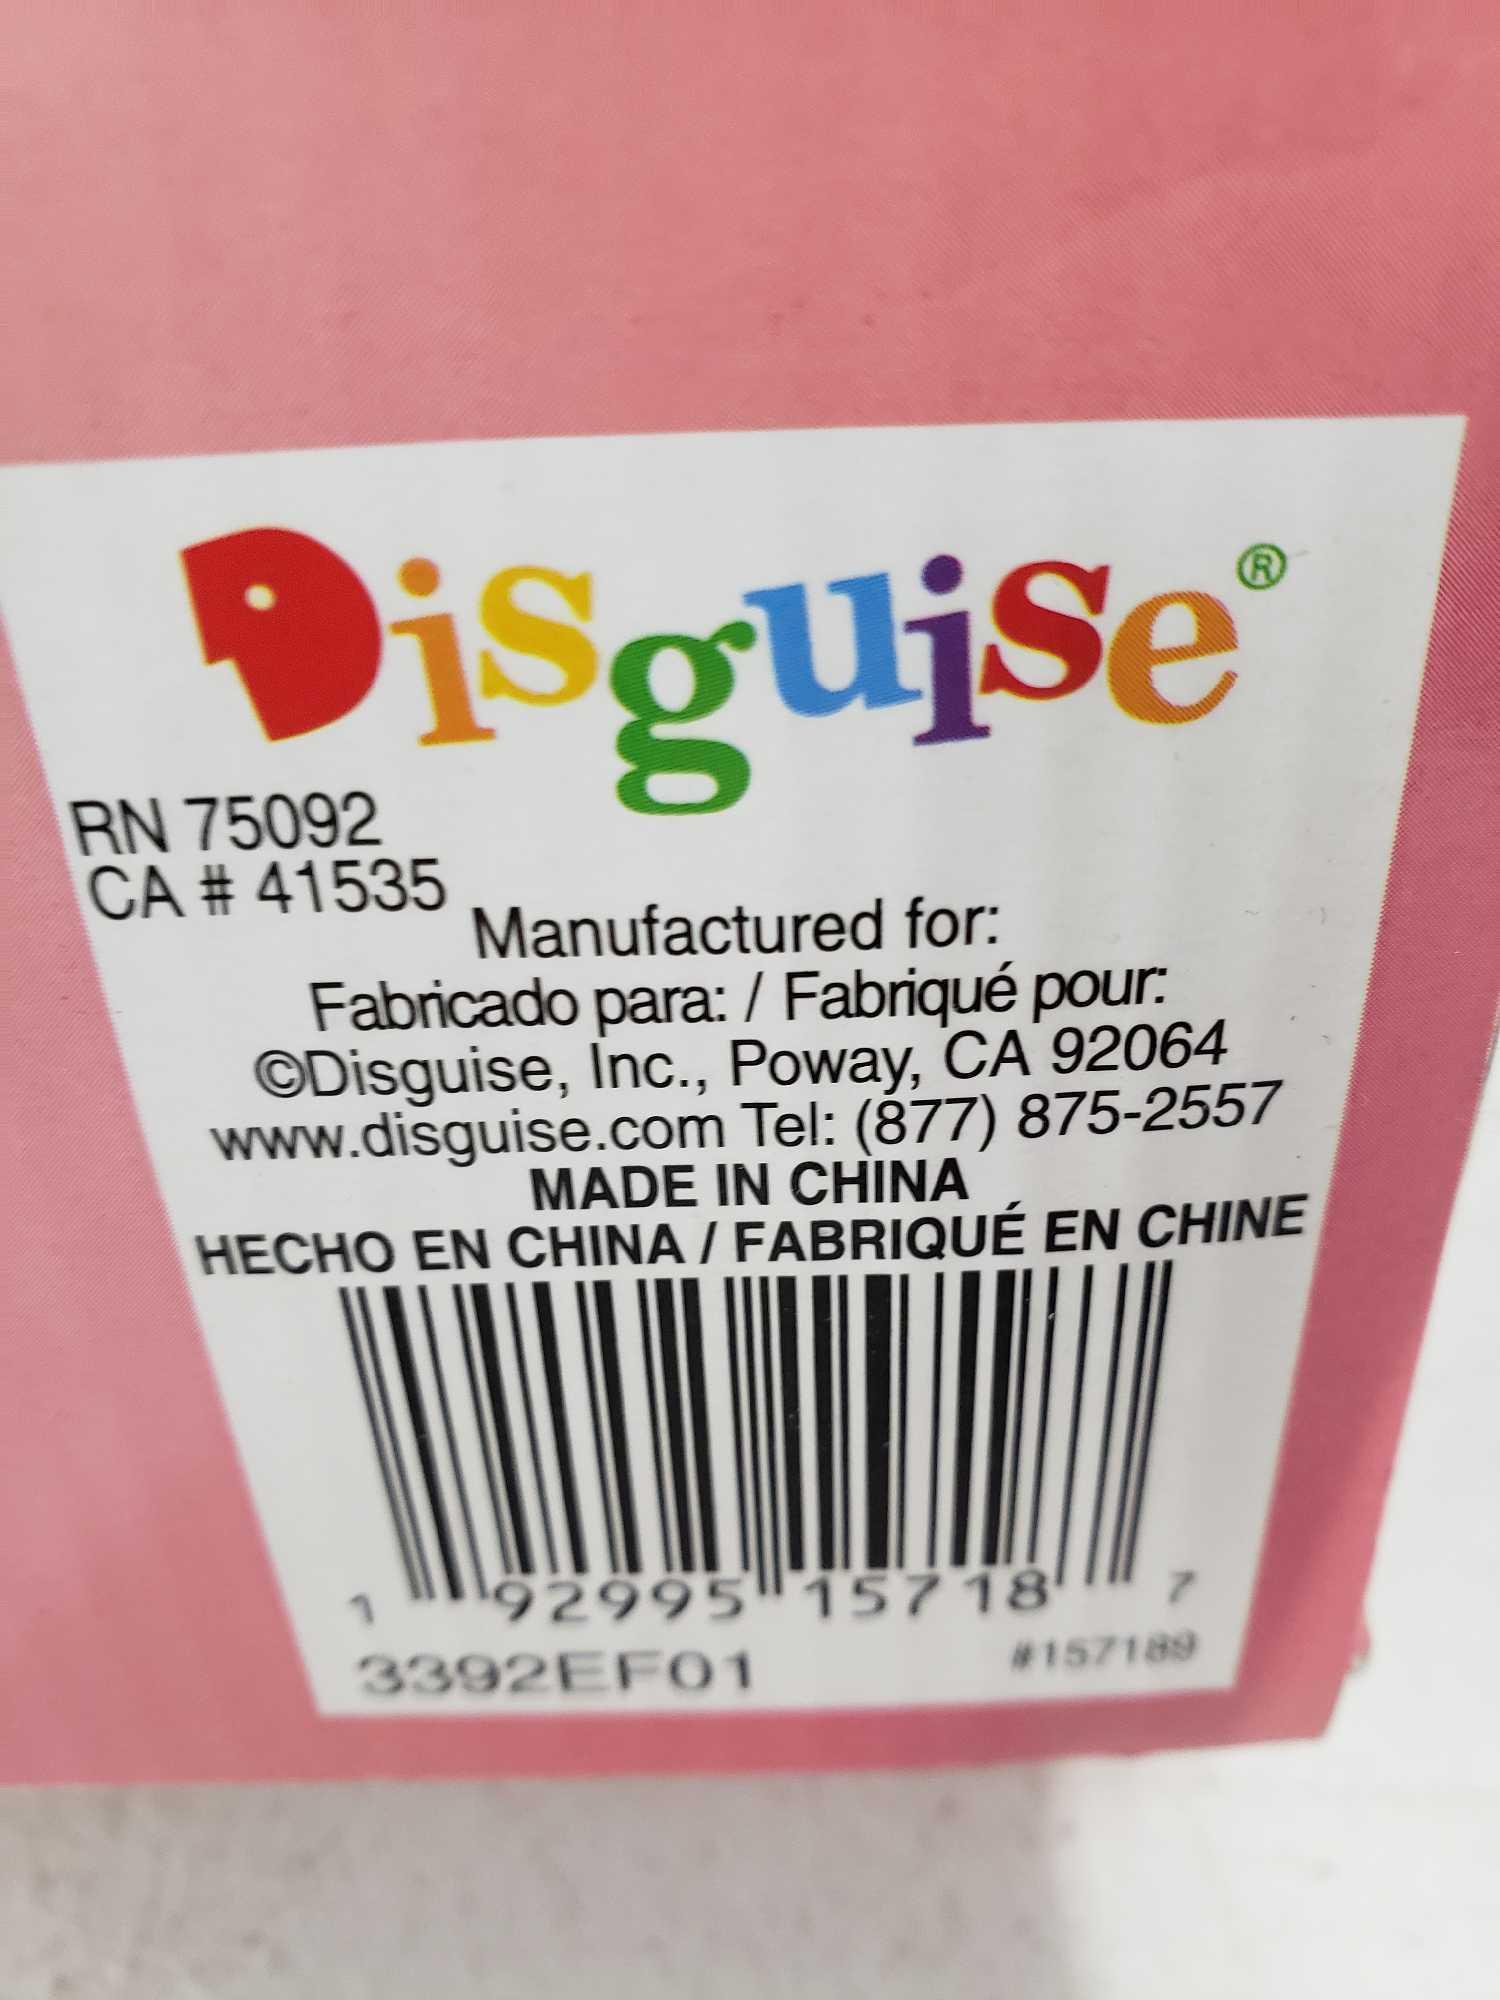 Disguise®
RN 75092
CA # 41535
Manufactured for:
Fabricado para: / Fabriqué pour:
©Disguise, Inc., Poway, CA 92064
www.disguise.com Tel: (877) 875-2557
MADE IN CHINA
HECHO EN CHINA / FABRIQUÉ EN CHINE
1 92995 15718 7
3392EF01 #157189